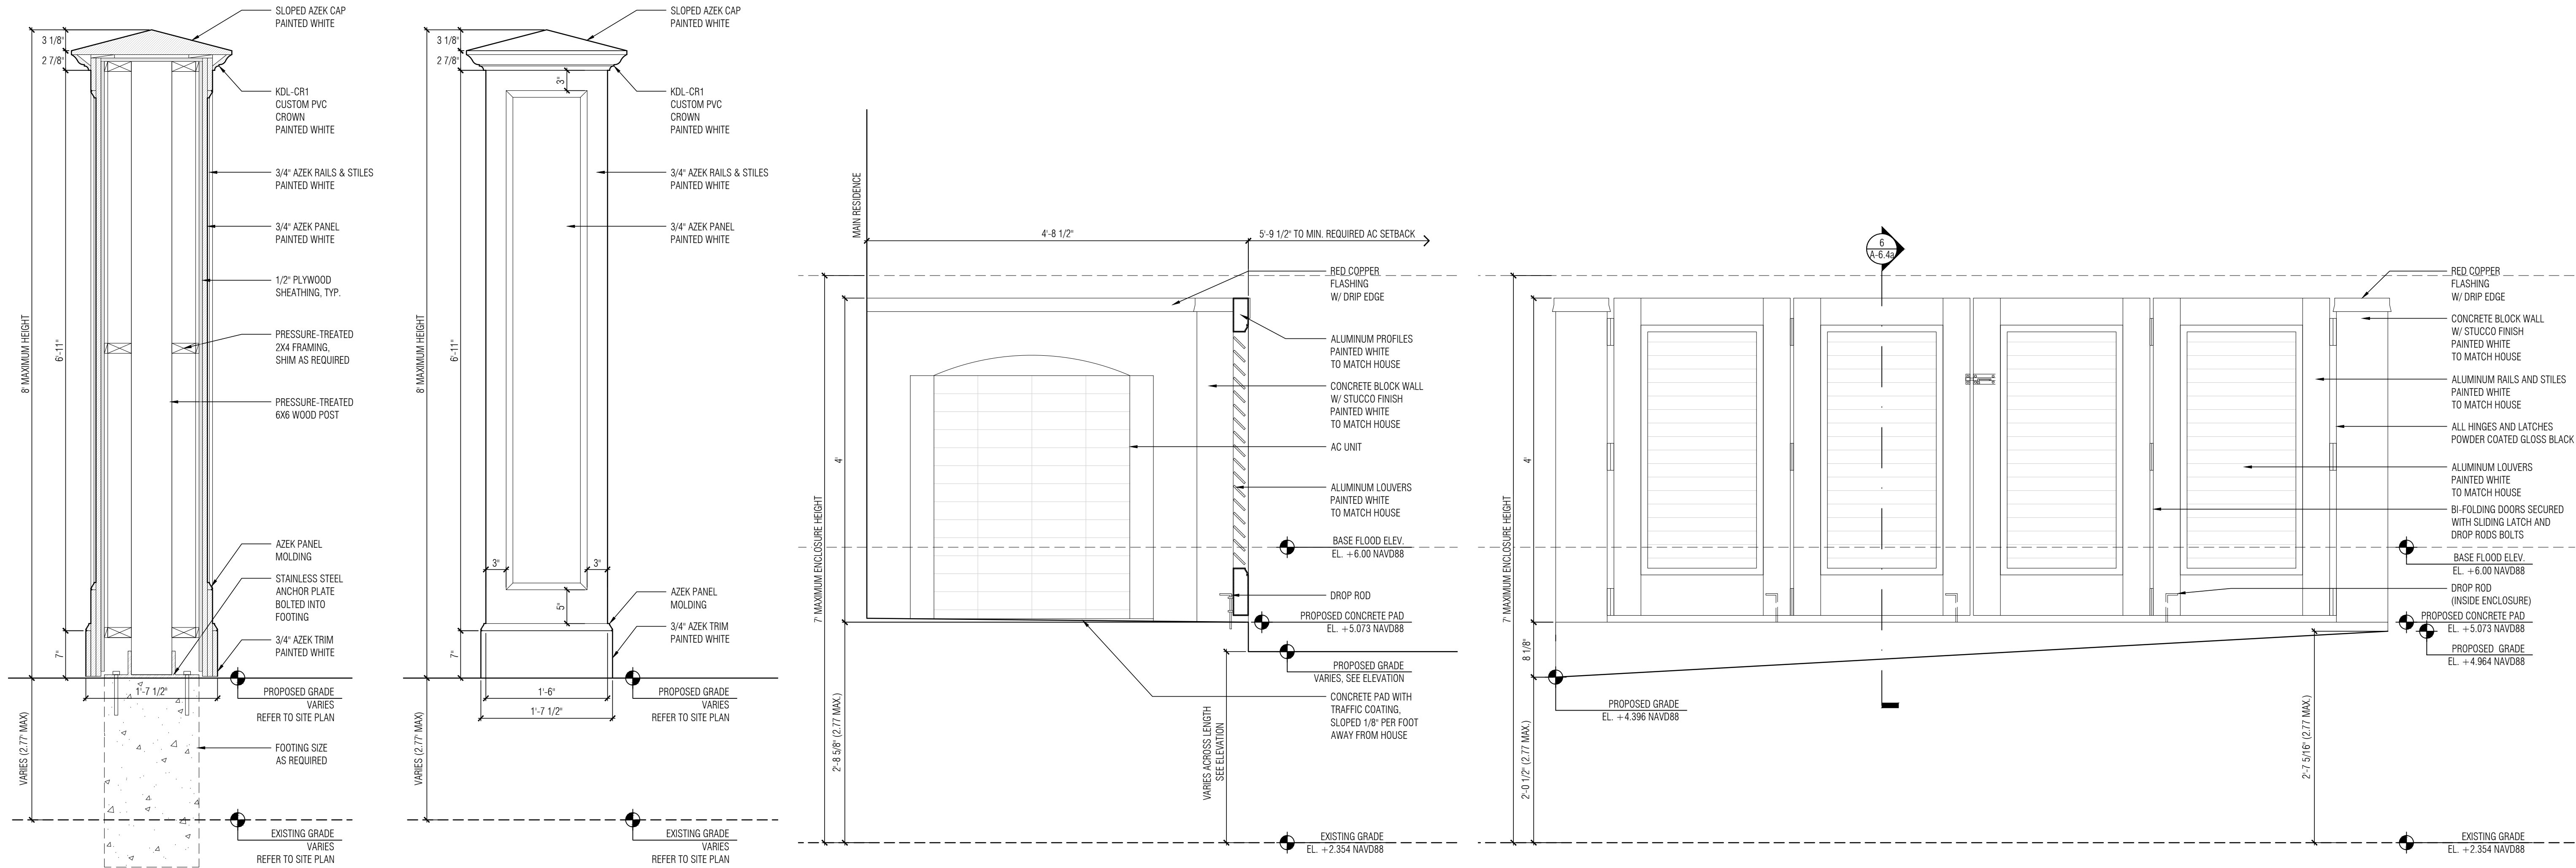 SLOPED AZEK CAP
PAINTED WHITE
3 1/8"
2 7/8"
KDL-CR1
CUSTOM PVC
CROWN
PAINTED WHITE
3/4" AZEK RAILS & STILES
PAINTED WHITE
3/4" AZEK PANEL
PAINTED WHITE
1/2" PLYWOOD
SHEATHING, TYP.
8' MAXIMUM HEIGHT
6'-11"
PRESSURE-TREATED
2X4 FRAMING,
SHIM AS REQUIRED
PRESSURE-TREATED
6X6 WOOD POST
AZEK PANEL
MOLDING
STAINLESS STEEL
ANCHOR PLATE
BOLTED INTO
FOOTING
3/4" AZEK TRIM
PAINTED WHITE
7"
1'-7 1/2"
PROPOSED GRADE
VARIES
REFER TO SITE PLAN
VARIES (2.77' MAX)
FOOTING SIZE
AS REQUIRED
EXISTING GRADE
VARIES
REFER TO SITE PLAN
SLOPED AZEK CAP
PAINTED WHITE
3 1/8"
2 7/8"
3"
KDL-CR1
CUSTOM PVC
CROWN
PAINTED WHITE
3/4" AZEK RAILS & STILES
PAINTED WHITE
3/4" AZEK PANEL
PAINTED WHITE
8' MAXIMUM HEIGHT
6'-11"
3"
3"
5"
AZEK PANEL
MOLDING
3/4" AZEK TRIM
PAINTED WHITE
7"
1'-6"
1'-7 1/2"
PROPOSED GRADE
VARIES
REFER TO SITE PLAN
VARIES (2.77' MAX)
EXISTING GRADE
VARIES
REFER TO SITE PLAN
MAIN RESIDENCE
4'-8 1/2"
5'-9 1/2" TO MIN. REQUIRED AC SETBACK
RED COPPER
FLASHING
W/ DRIP EDGE
ALUMINUM PROFILES
PAINTED WHITE
TO MATCH HOUSE
CONCRETE BLOCK WALL
W/ STUCCO FINISH
PAINTED WHITE
TO MATCH HOUSE
AC UNIT
4'
7' MAXIMUM ENCLOSURE HEIGHT
ALUMINUM LOUVERS
PAINTED WHITE
TO MATCH HOUSE
BASE FLOOD ELEV.
EL. +6.00 NAVD88
DROP ROD
PROPOSED CONCRETE PAD
EL. +5.073 NAVD88
PROPOSED GRADE
VARIES, SEE ELEVATION
CONCRETE PAD WITH
TRAFFIC COATING,
SLOPED 1/8" PER FOOT
AWAY FROM HOUSE
2'-8 5/8" (2.77 MAX.)
VARIES ACROSS LENGTH
SEE ELEVATION
EXISTING GRADE
EL. +2.354 NAVD88
6
A-6.4a
RED COPPER
FLASHING
W/ DRIP EDGE
CONCRETE BLOCK WALL
W/ STUCCO FINISH
PAINTED WHITE
TO MATCH HOUSE
ALUMINUM RAILS AND STILES
PAINTED WHITE
TO MATCH HOUSE
ALL HINGES AND LATCHES
POWDER COATED GLOSS BLACK
4'
7' MAXIMUM ENCLOSURE HEIGHT
ALUMINUM LOUVERS
PAINTED WHITE
TO MATCH HOUSE
BI-FOLDING DOORS SECURED
WITH SLIDING LATCH AND
DROP RODS BOLTS
BASE FLOOD ELEV.
EL. +6.00 NAVD88
DROP ROD
(INSIDE ENCLOSURE)
PROPOSED CONCRETE PAD
EL. +5.073 NAVD88
PROPOSED GRADE
EL. +4.964 NAVD88
8 1/8"
PROPOSED GRADE
EL. +4.396 NAVD88
2'-0 1/2" (2.77 MAX.)
2'-7 5/16" (2.77 MAX.)
EXISTING GRADE
EL. +2.354 NAVD88